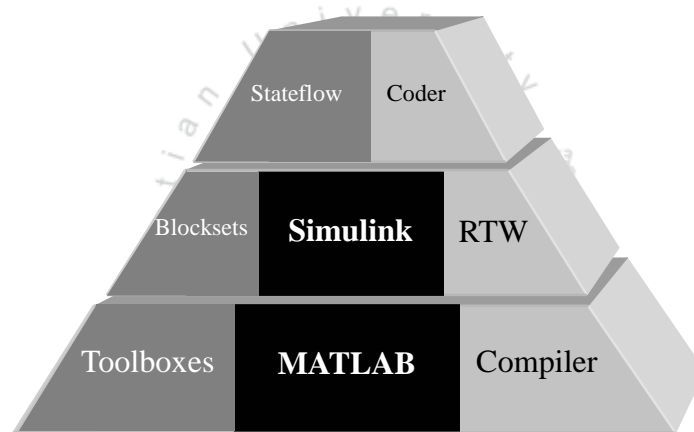 Stateflow Coder
Blocksets Simulink RTW
Toolboxes MATLAB Compiler